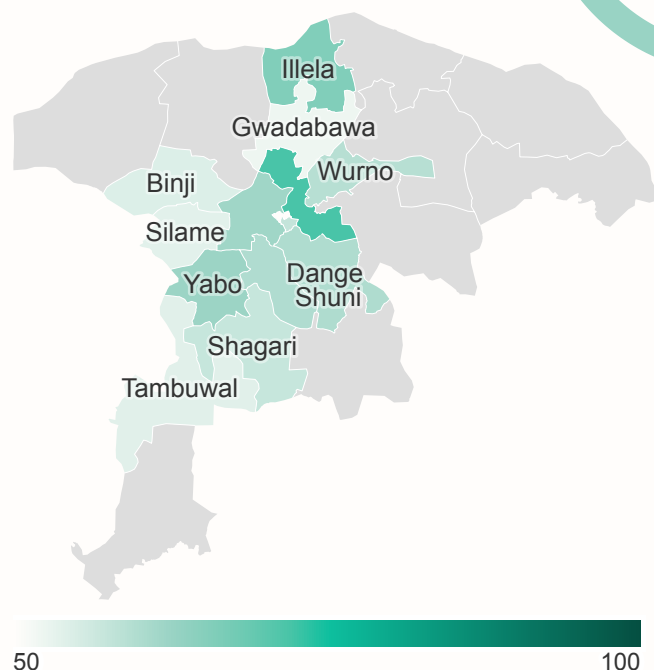 Illela
Gwadabawa
Wurno
Binji
Silame
Dange
Shuni
Yabo
Shagari
Tambuwal
50
100